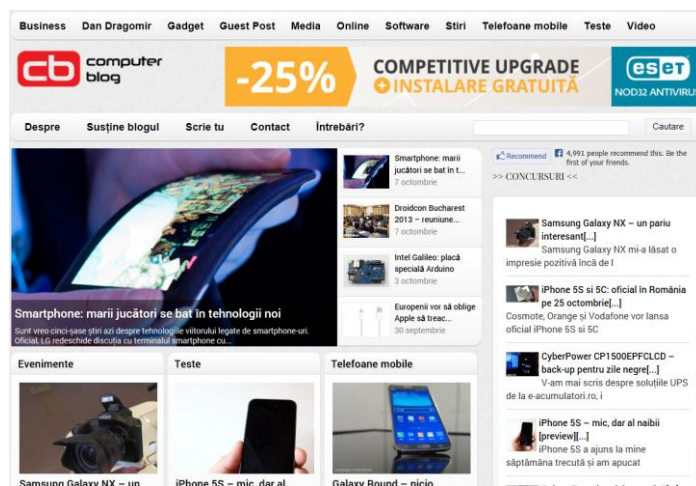 Business Dan Dragomir Gadget Guest Post Media Online Software Stiri Telefoane mobile Teste Video
cb computer
blog
-25%
COMPETITIVE UPGRADE
INSTALARE GRATUITĂ
eseT
NOD32 ANTIVIRU
Despre Susține blogul Scrie tu Contact Întrebări?
Cautare
Smartphone: marii jucători se bat în tehnologii noi
Sunt vreo cinci-șase știri azi despre tehnologiile viitorului legate de smartphone-uri.
Oficial, LG redeschide discuția cu terminalul smartphone cu...
Smartphone: marii
jucători se bat în t...
7 octombrie
Droidcon Bucharest
2013 – reuniune...
7 octombrie
Intel Galileo: placă
specială Arduino
3 octombrie
Europenii vor să oblige
Apple să treac...
30 septembrie
Recommend 4,991 people recommend this. Be the
first of your friends.
>> CONCURSURI <<
Samsung Galaxy NX – un pariu
interesant[...]
Samsung Galaxy NX mi-a lăsat o
impresie pozitivă încă de l
iPhone 5S si 5C: oficial în România
pe 25 octombrie[...]
Cosmote, Orange și Vodafone vor lansa
oficial iPhone 5S si 5C
CyberPower CP1500EPFCLCD –
back-up pentru zile negre[...]
V-am mai scris despre soluțiile UPS
de la e-acumulatori.ro, i
iPhone 5S – mic, dar al naibii
[preview][...]
iPhone 5S a ajuns la mine
săptămâna trecută și am apucat
Evenimente
Teste
Telefoane mobile
Samsung Galaxy NX – un
iPhone 5S – mic, dar al
Galaxy Round – nicio